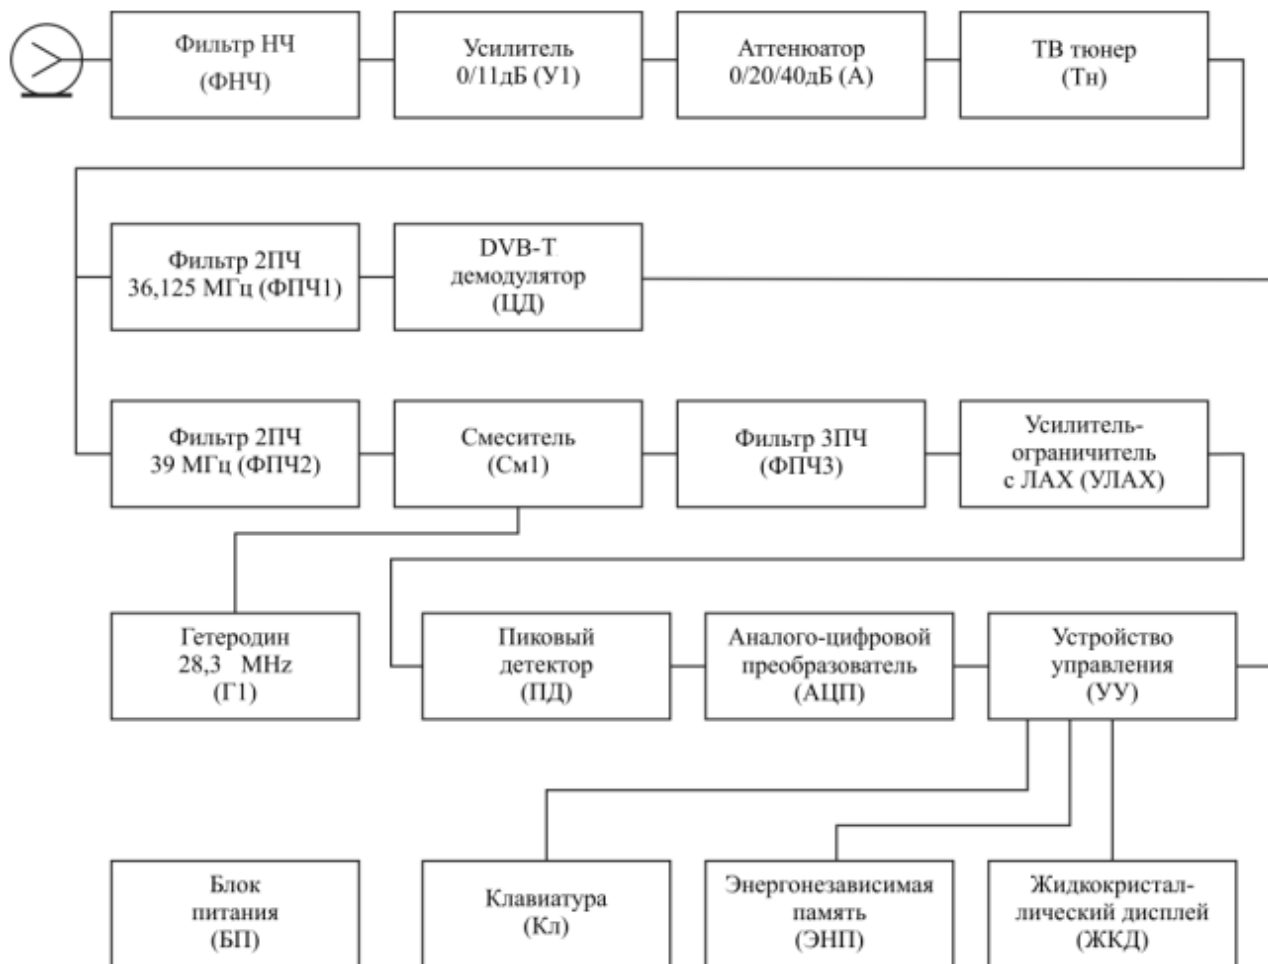 Фильтр НЧ
(ФНЧ)
Усилитель
0/11дБ (У1)
Аттенюатор
0/20/40дБ (А)
ТВ тюнер
(Тн)
Фильтр 2ПЧ
36,125 МГц (ФПЧ1)
DVB-T
демодулятор
(ЦД)
Фильтр 2ПЧ
39 МГц (ФПЧ2)
Смеситель
(См1)
Фильтр 3ПЧ
(ФПЧ3)
Усилитель-
ограничитель
с ЛАХ (УЛАХ)
Гетеродин
28,3 MHz
(Г1)
Пиковый
детектор
(ПД)
Аналого-цифровой
преобразователь
(АЦП)
Устройство
управления
(УУ)
Блок
питания
(БП)
Клавиатура
(Кл)
Энергонезависимая
память
(ЭНП)
Жидкокристал-
лический дисплей
(ЖКД)